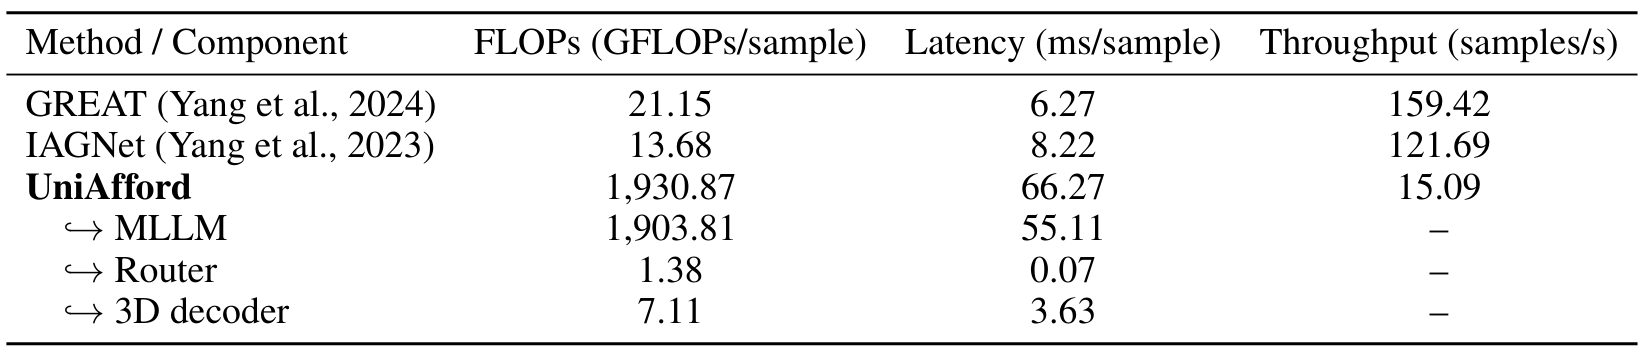 Method / Component FLOPs (GFLOPs/sample) Latency (ms/sample) Throughput (samples/s)
GREAT (Yang et al., 2024) 21.15 6.27 159.42
IAGNet (Yang et al., 2023) 13.68 8.22 121.69
UniAfford 1,930.87 66.27 15.09
↪ MLLM 1,903.81 55.11 –
↪ Router 1.38 0.07 –
↪ 3D decoder 7.11 3.63 –